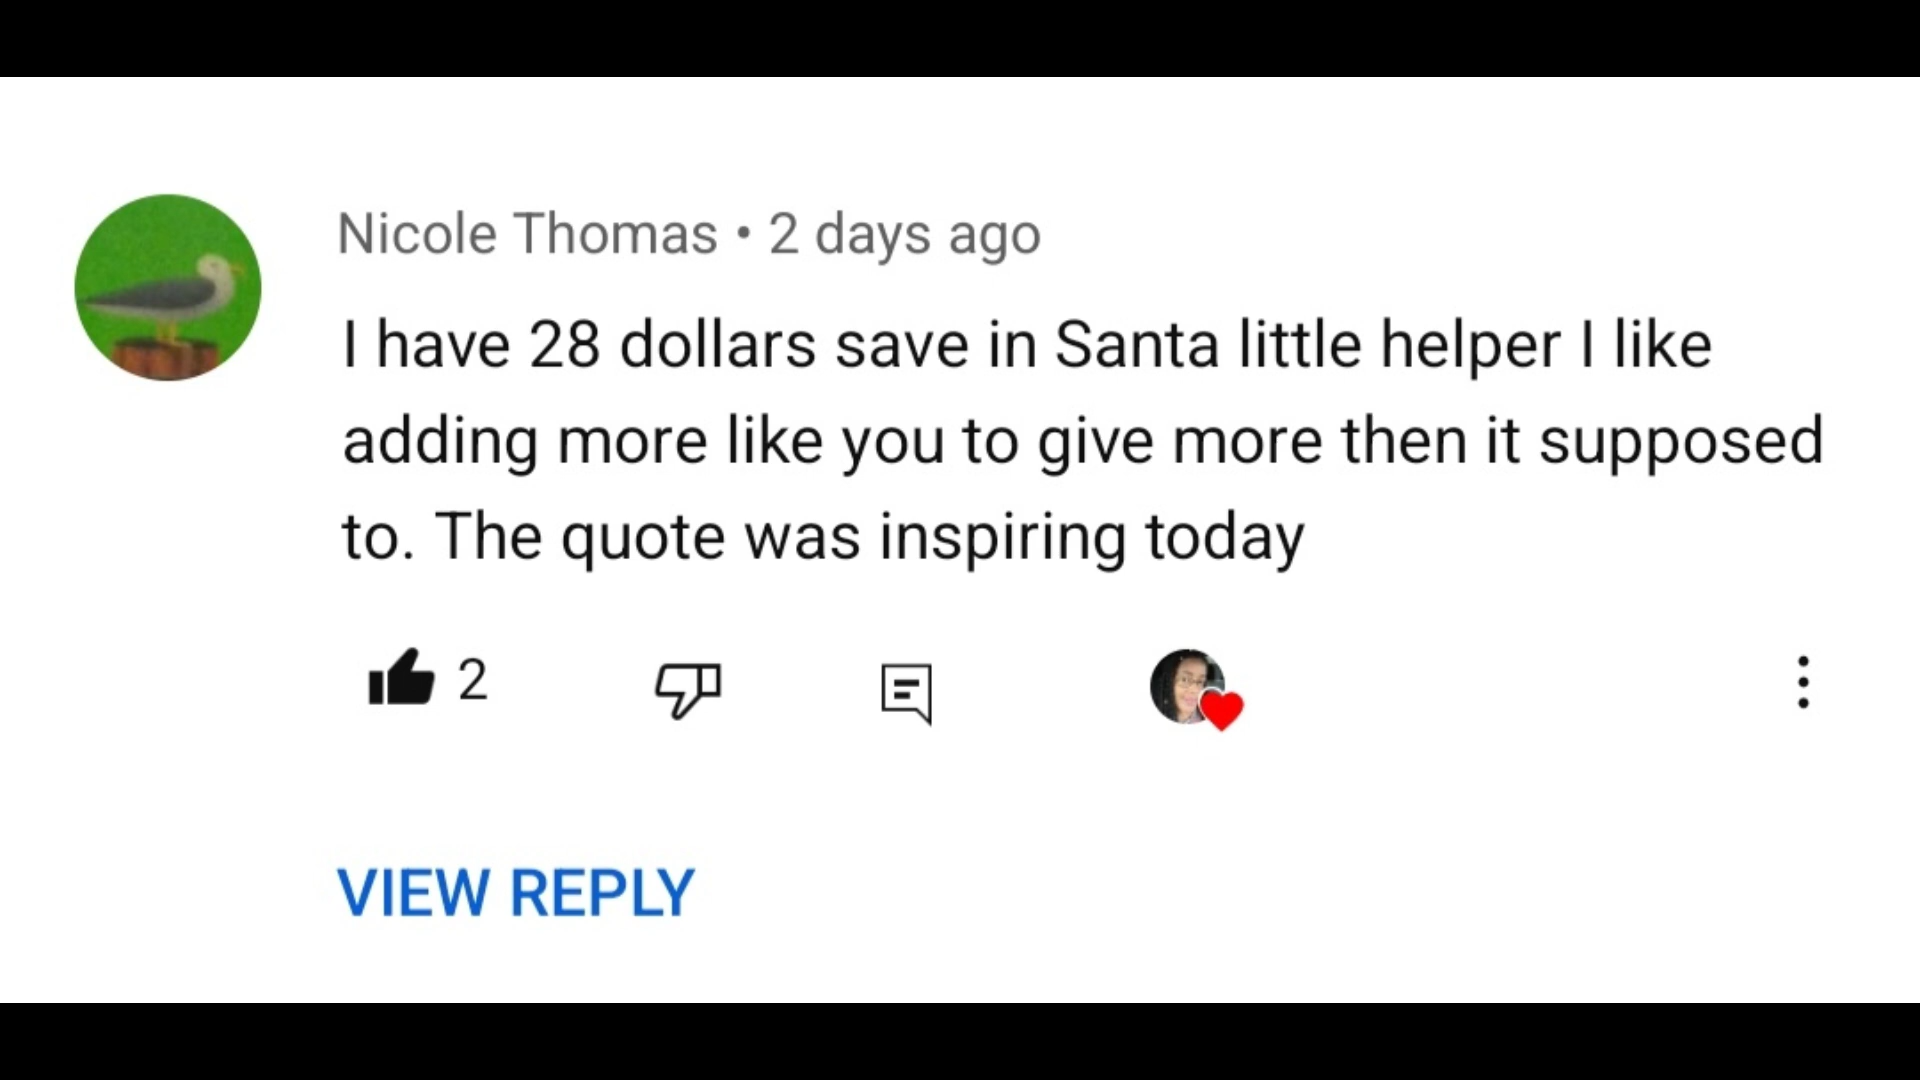 Nicole Thomas • 2 days ago
I have 28 dollars save in Santa little helper I like
adding more like you to give more then it supposed
to. The quote was inspiring today
2
VIEW REPLY